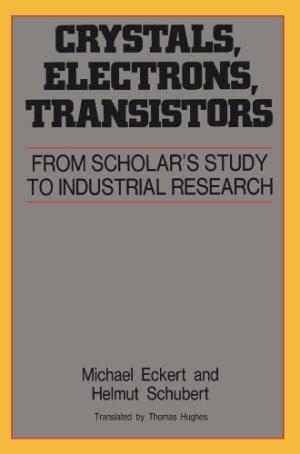 CRYSTALS,
ELECTRONS,
TRANSISTORS
FROM SCHOLAR'S STUDY
TO INDUSTRIAL RESEARCH
Michael Eckert and
Helmut Schubert
Translated by Thomas Hughes